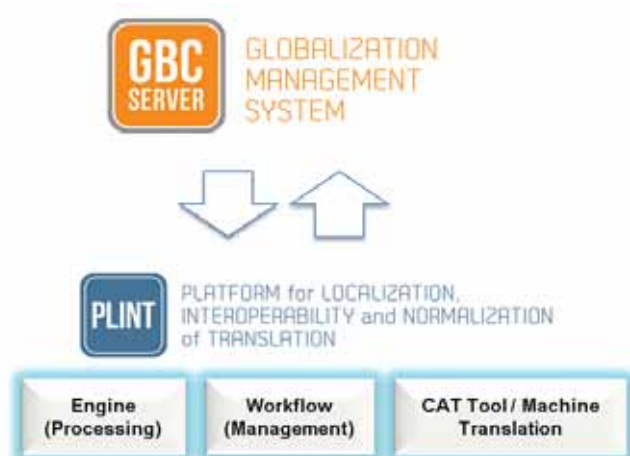 GBC
SERVER
GLOBALIZATION
MANAGEMENT
SYSTEM
PLINT
PLATFORM for LOCALIZATION,
INTEROPERABILITY and NORMALIZATION
of TRANSLATION
Engine
(Processing)
Workflow
(Management)
CAT Tool / Machine
Translation